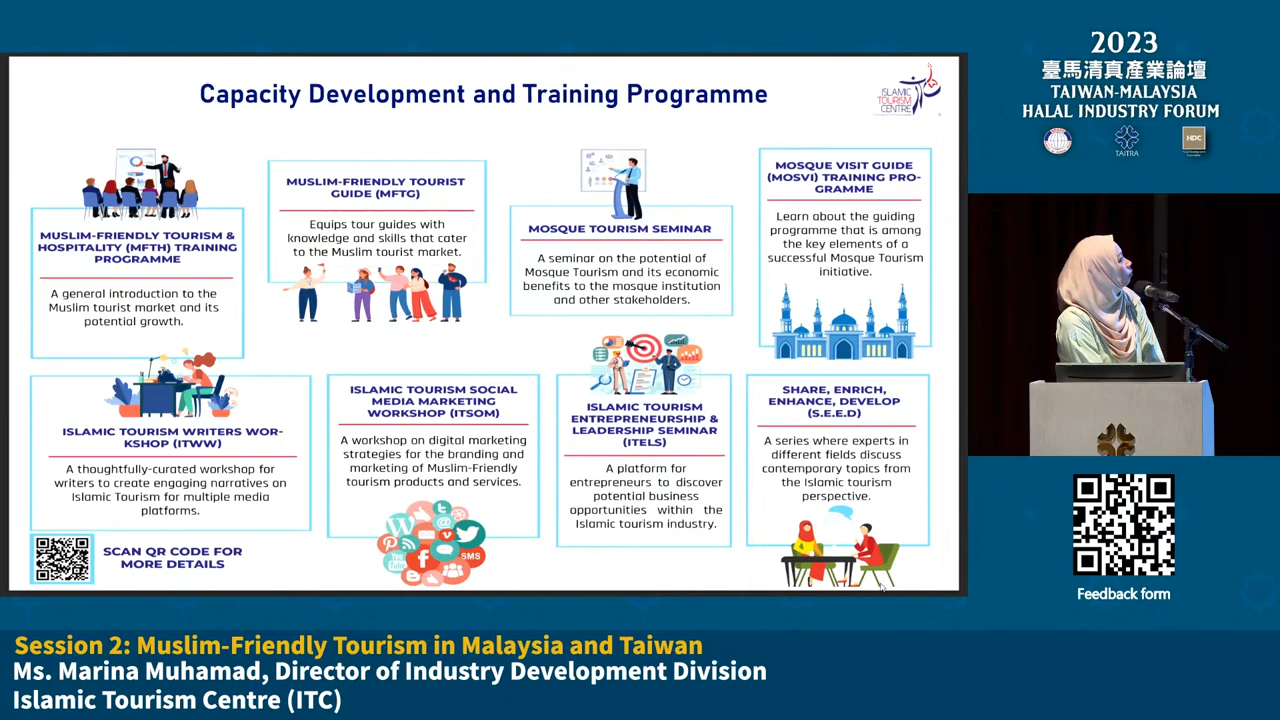 Capacity Development and Training Programme
ISLAMIC
TOURISM
CENTRE
MUSLIM-FRIENDLY TOURISM &
HOSPITALITY (MFTH) TRAINING
PROGRAMME
A general introduction to the
Muslim tourist market and its
potential growth.
MUSLIM-FRIENDLY TOURIST
GUIDE (MFTG)
Equips tour guides with
knowledge and skills that cater
to the Muslim tourist market.
MOSQUE TOURISM SEMINAR
A seminar on the potential of
Mosque Tourism and its economic
benefits to the mosque institution
and other stakeholders.
MOSQUE VISIT GUIDE
(MOSVI) TRAINING PRO-
GRAMME
Learn about the guiding
programme that is among
the key elements of a
successful Mosque Tourism
initiative.
ISLAMIC TOURISM WRITERS WOR-
KSHOP (ITWW)
A thoughtfully-curated workshop for
writers to create engaging narratives on
Islamic Tourism for multiple media
platforms.
ISLAMIC TOURISM SOCIAL
MEDIA MARKETING
WORKSHOP (ITSOM)
A workshop on digital marketing
strategies for the branding and
marketing of Muslim-Friendly
tourism products and services.
You
Tube
SMS
ISLAMIC TOURISM
ENTREPRENEURSHIP &
LEADERSHIP SEMINAR
(ITELS)
A platform for
entrepreneurs to discover
potential business
opportunities within the
Islamic tourism industry.
SHARE, ENRICH,
ENHANCE, DEVELOP
(S.E.E.D)
A series where experts in
different fields discuss
contemporary topics from
the Islamic tourism
perspective.
SCAN QR CODE FOR
MORE DETAILS
2023
臺馬清真產業論壇
TAIWAN-MALAYSIA
HALAL INDUSTRY FORUM
TAITRA
HDC
Feedback form
Session 2: Muslim-Friendly Tourism in Malaysia and Taiwan
Ms. Marina Muhamad, Director of Industry Development Division
Islamic Tourism Centre (ITC)